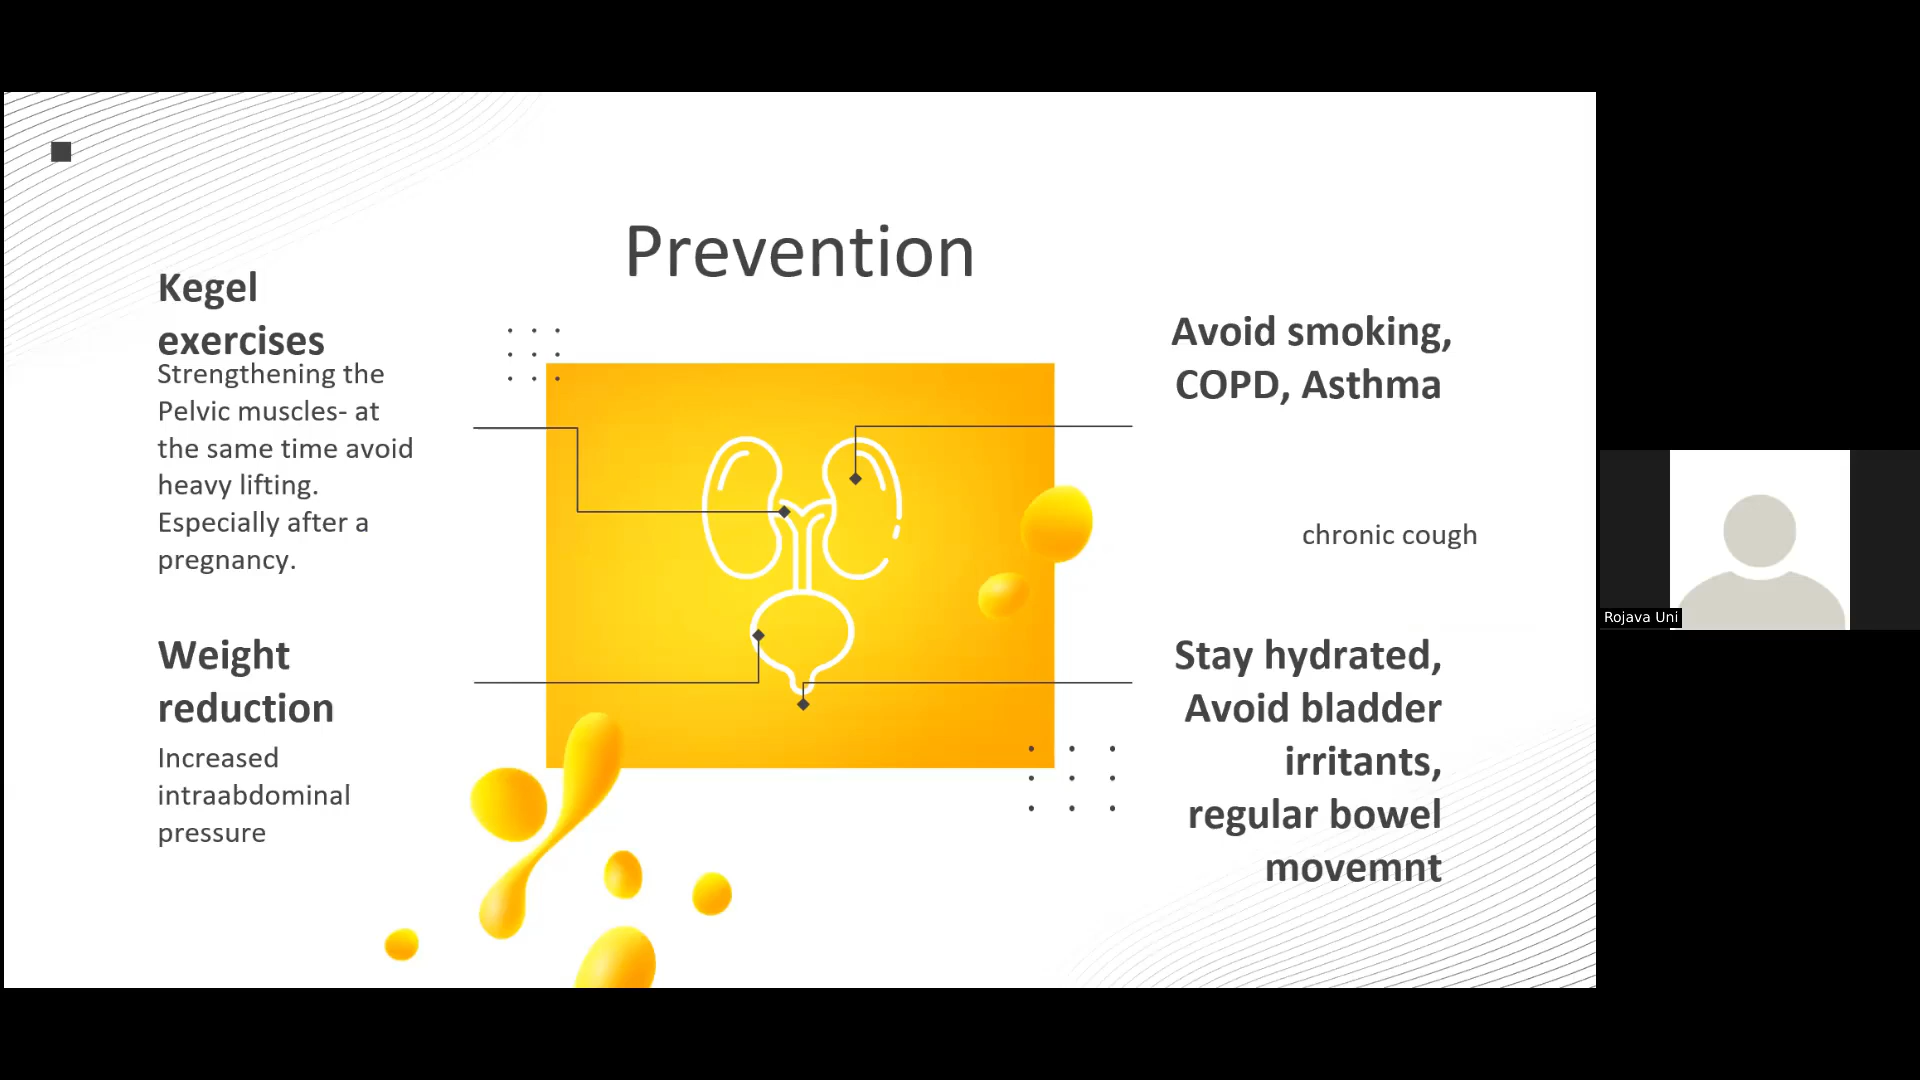 Prevention
Kegel
exercises
Strengthening the
Pelvic muscles- at
the same time avoid
heavy lifting.
Especially after a
pregnancy.
Weight
reduction
Increased
intraabdominal
pressure
Avoid smoking,
COPD, Asthma
chronic cough
Stay hydrated,
Avoid bladder
irritants,
regular bowel
movemnt
Rojava Uni